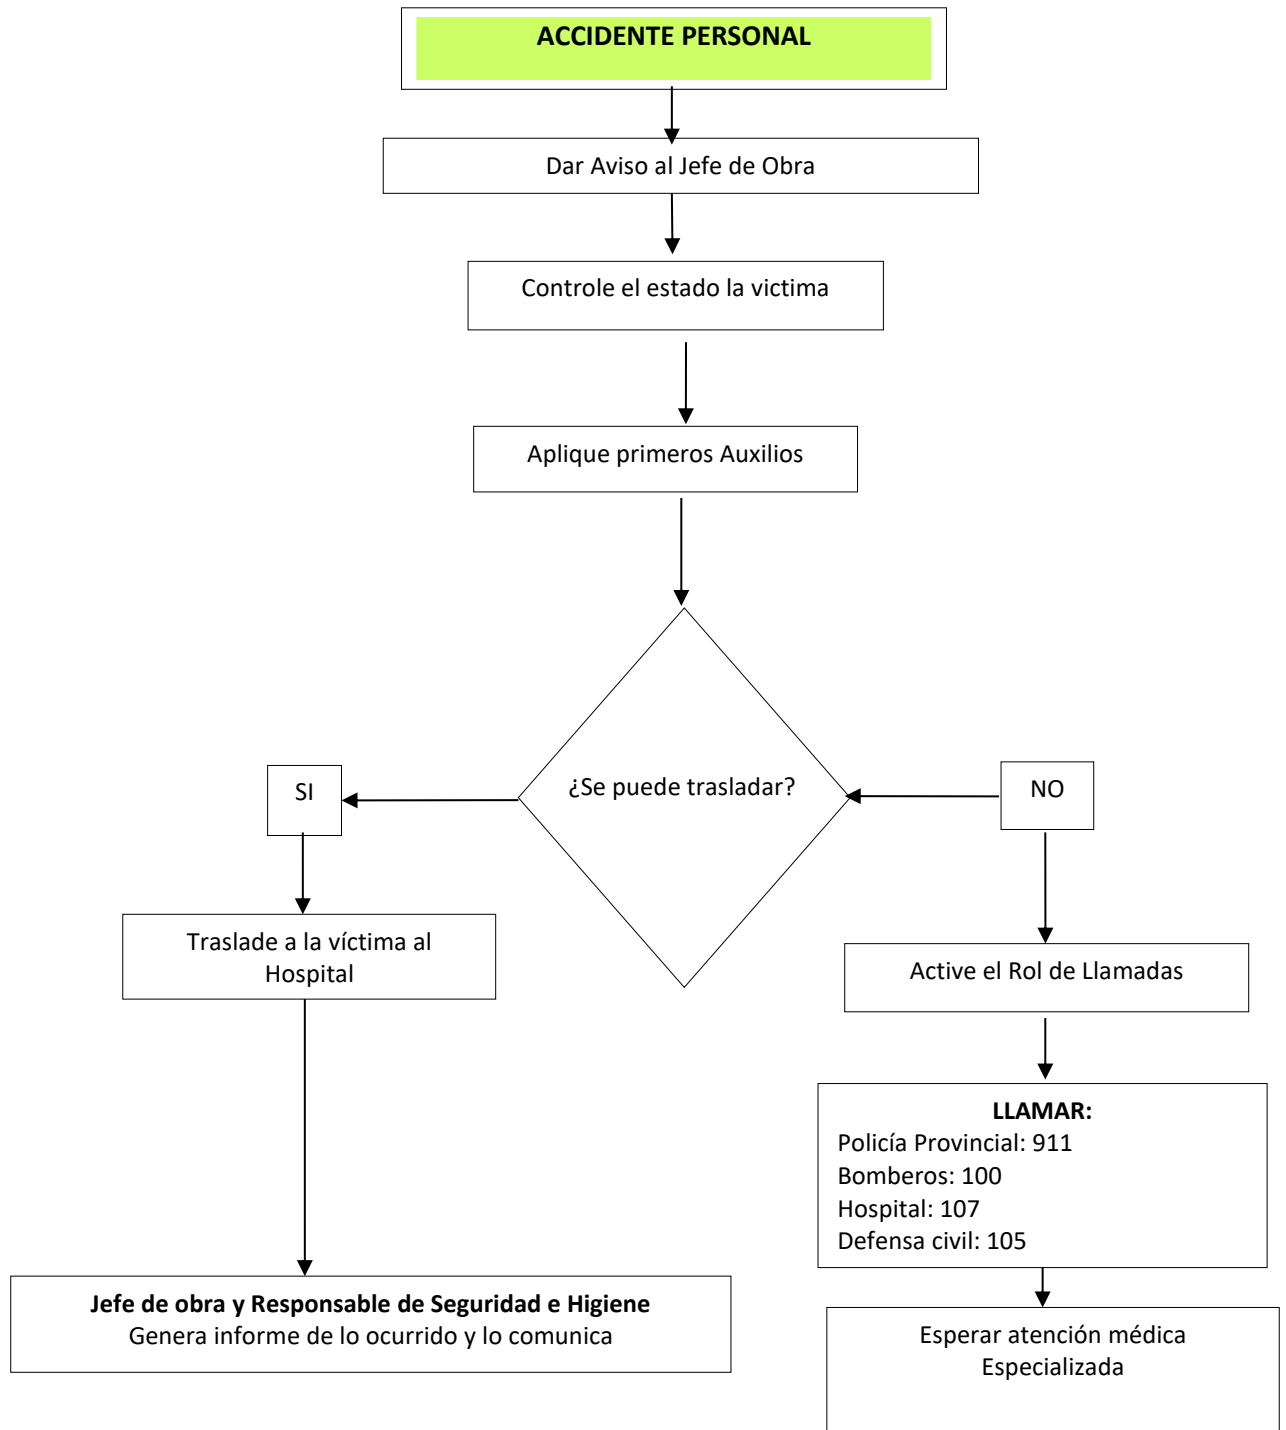 ACCIDENTE PERSONAL
Dar Aviso al Jefe de Obra
Controle el estado la victima
Aplique primeros Auxilios
¿Se puede trasladar?
SI
NO
Traslade a la víctima al
Hospital
Active el Rol de Llamadas
LLAMAR:
Policía Provincial: 911
Bomberos: 100
Hospital: 107
Defensa civil: 105
Jefe de obra y Responsable de Seguridad e Higiene
Genera informe de lo ocurrido y lo comunica
Esperar atención médica
Especializada